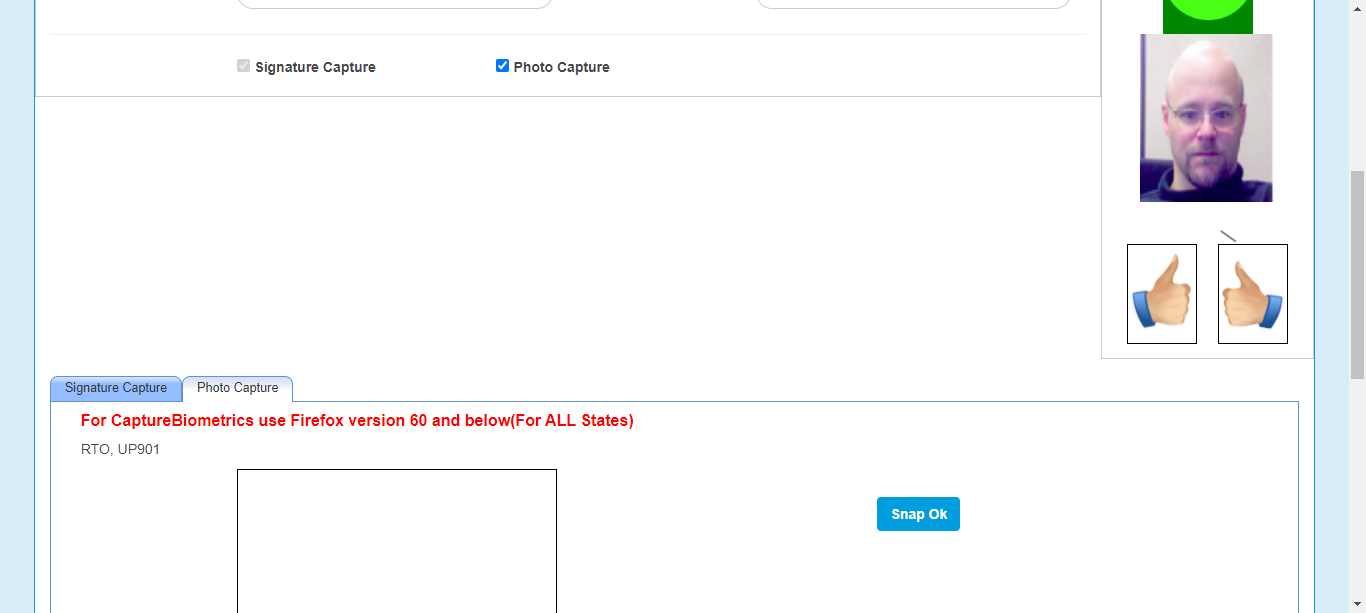 Signature Capture
Photo Capture
Signature Capture
Photo Capture
For CaptureBiometrics use Firefox version 60 and below(For ALL States)
RTO, UP901
Snap Ok